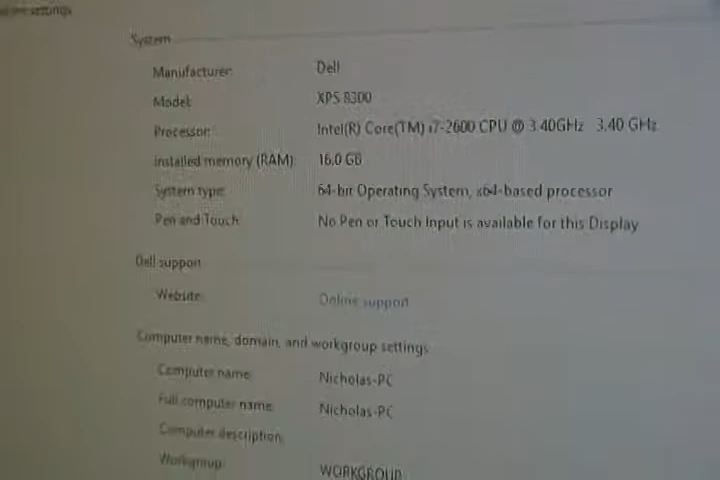 System
Manufacturer: Dell
Model: XPS 8300
Processor: Intel(R) Core(TM) i7-2600 CPU @ 3.40GHz 3.40 GHz
Installed memory (RAM): 16.0 GB
System type: 64-bit Operating System, x64-based processor
Pen and Touch: No Pen or Touch Input is available for this Display
Dell support
Website: Online support
Computer name, domain, and workgroup settings
Computer name: Nicholas-PC
Full computer name: Nicholas-PC
Computer description:
Workgroup: WORKGROUP